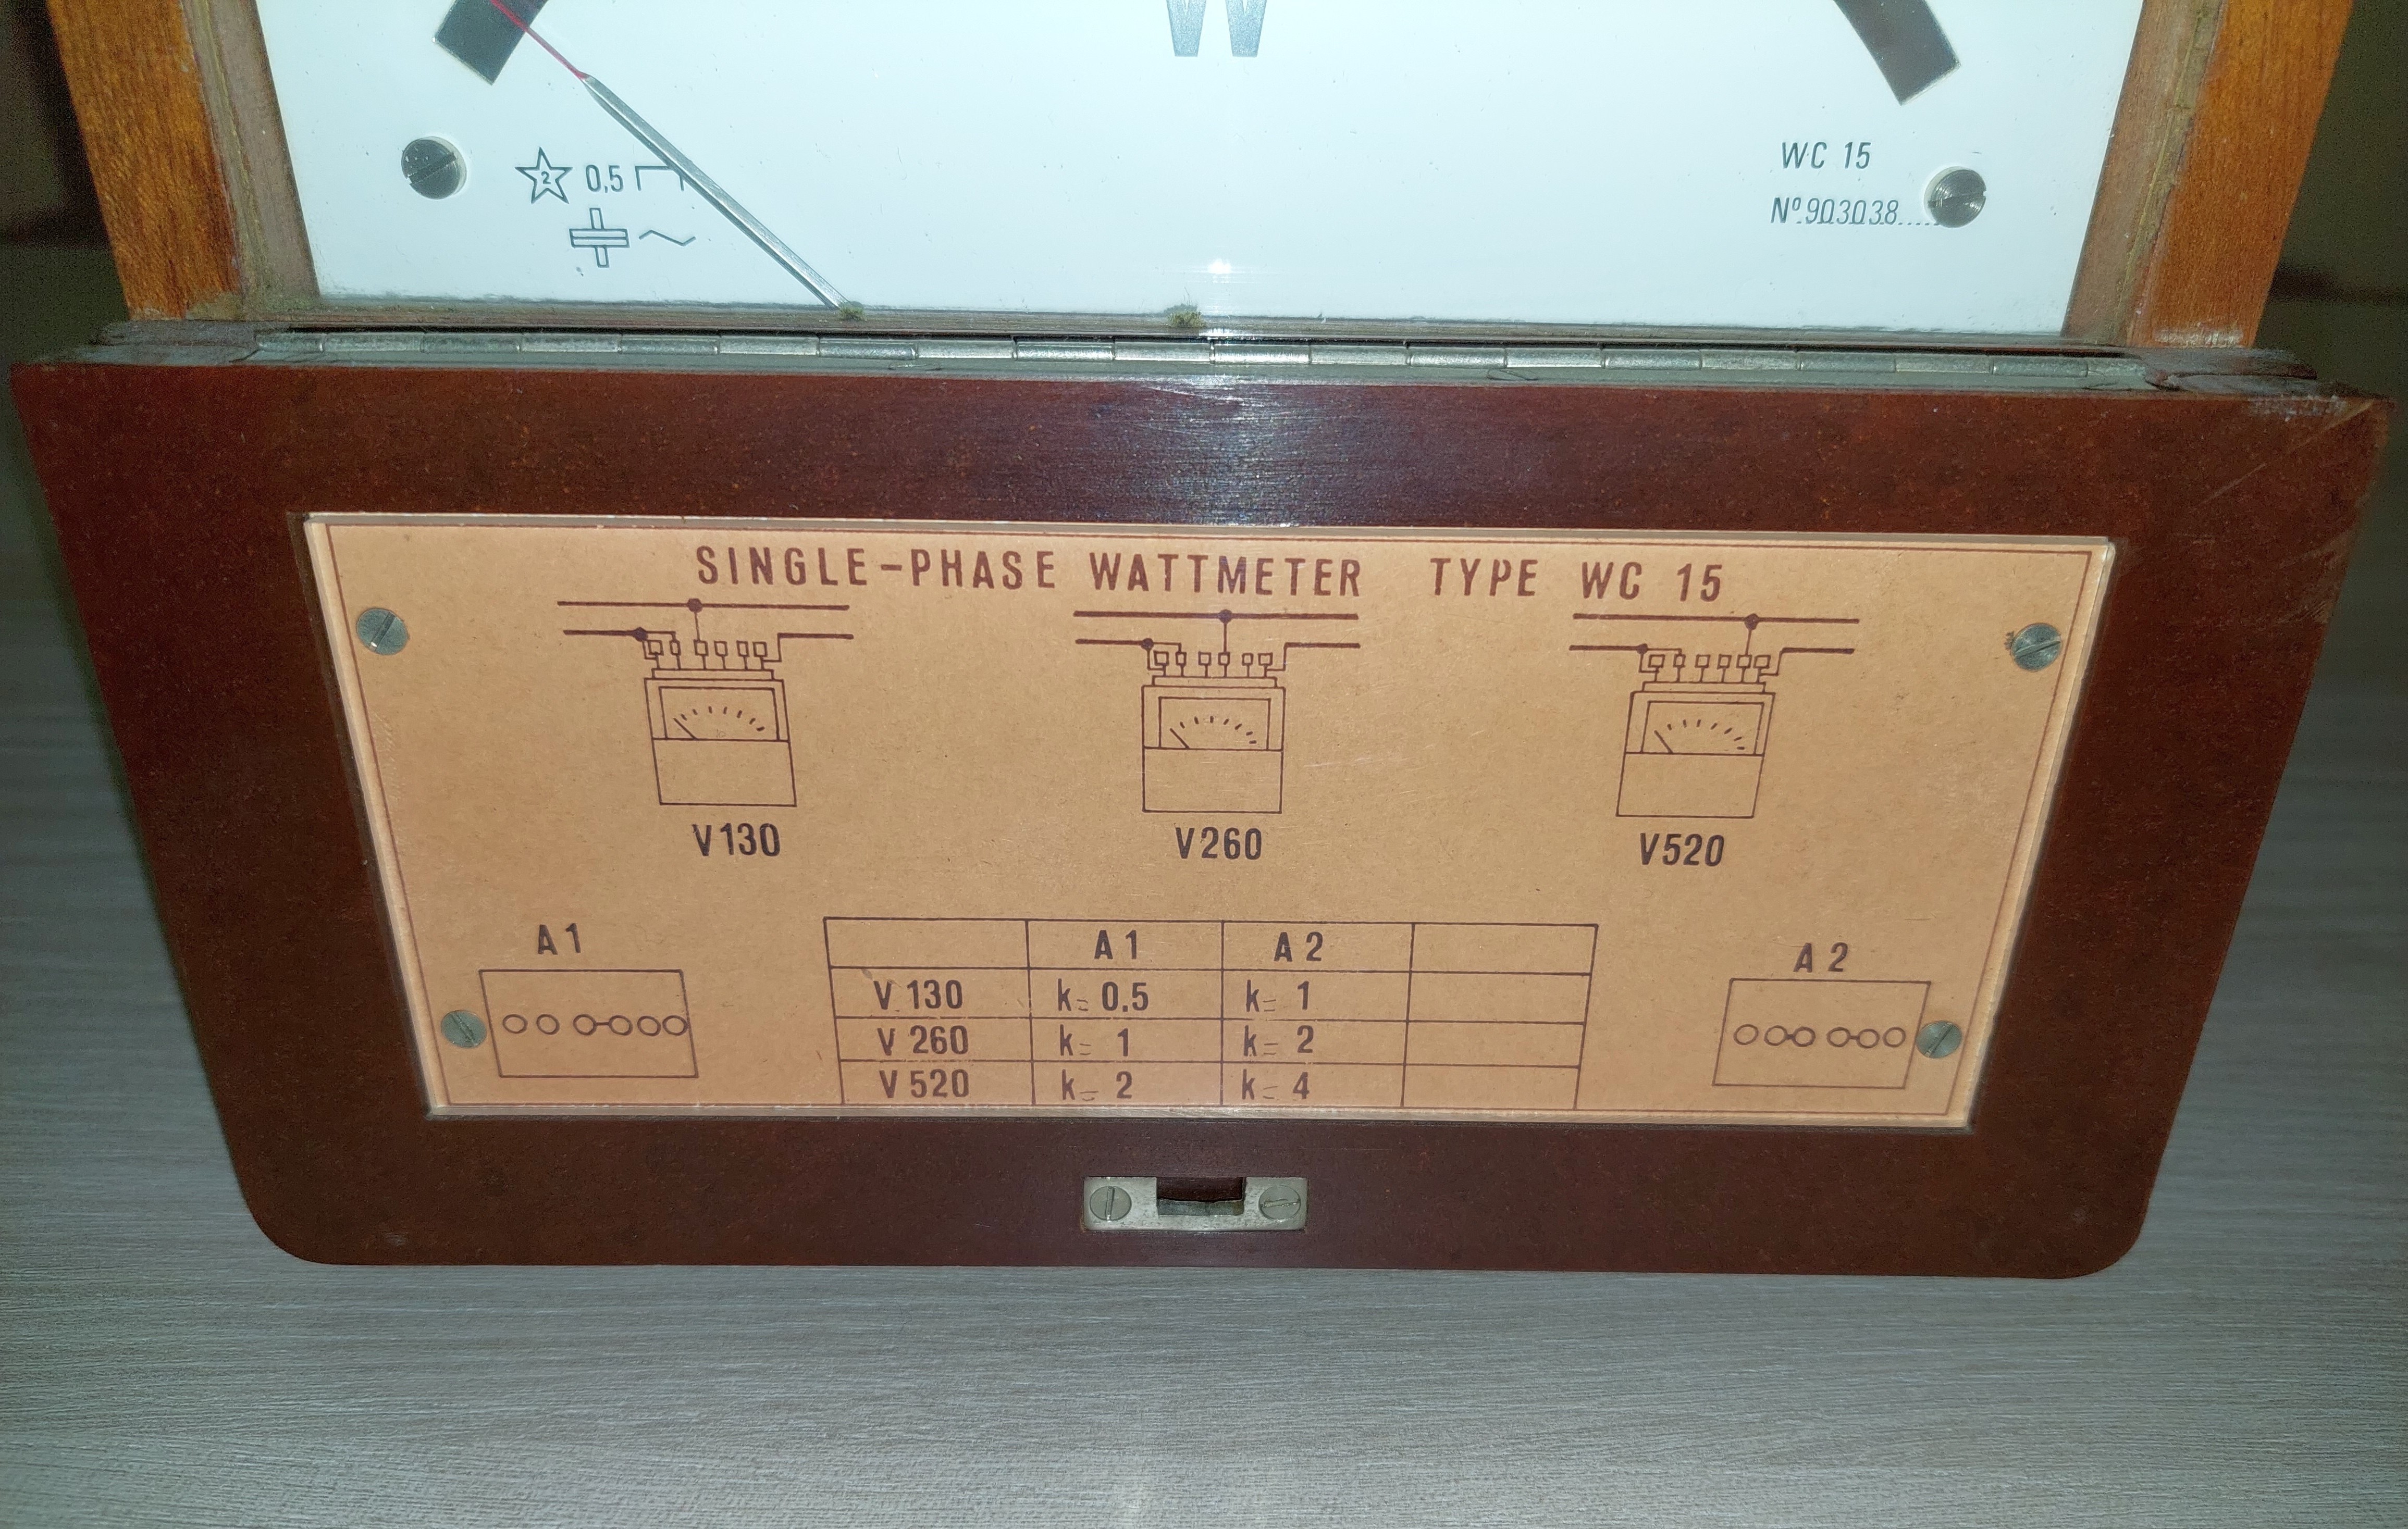 W
2 0,5
WC 15
Nº 903038
SINGLE-PHASE WATTMETER TYPE WC 15
V130 V260 V520
A1
A2
A1 A2
V 130 k= 0.5 k= 1
V 260 k= 1 k= 2
V 520 k= 2 k= 4